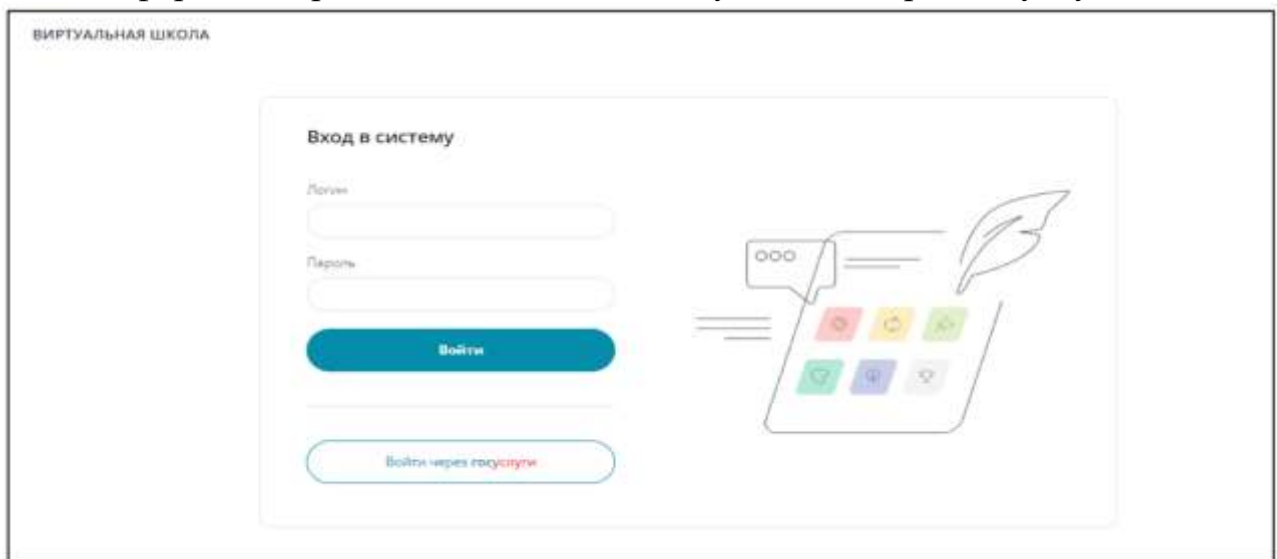 ВИРТУАЛЬНАЯ ШКОЛА
Вход в систему
Логин
Пароль
Войти
Войти через госуслуги